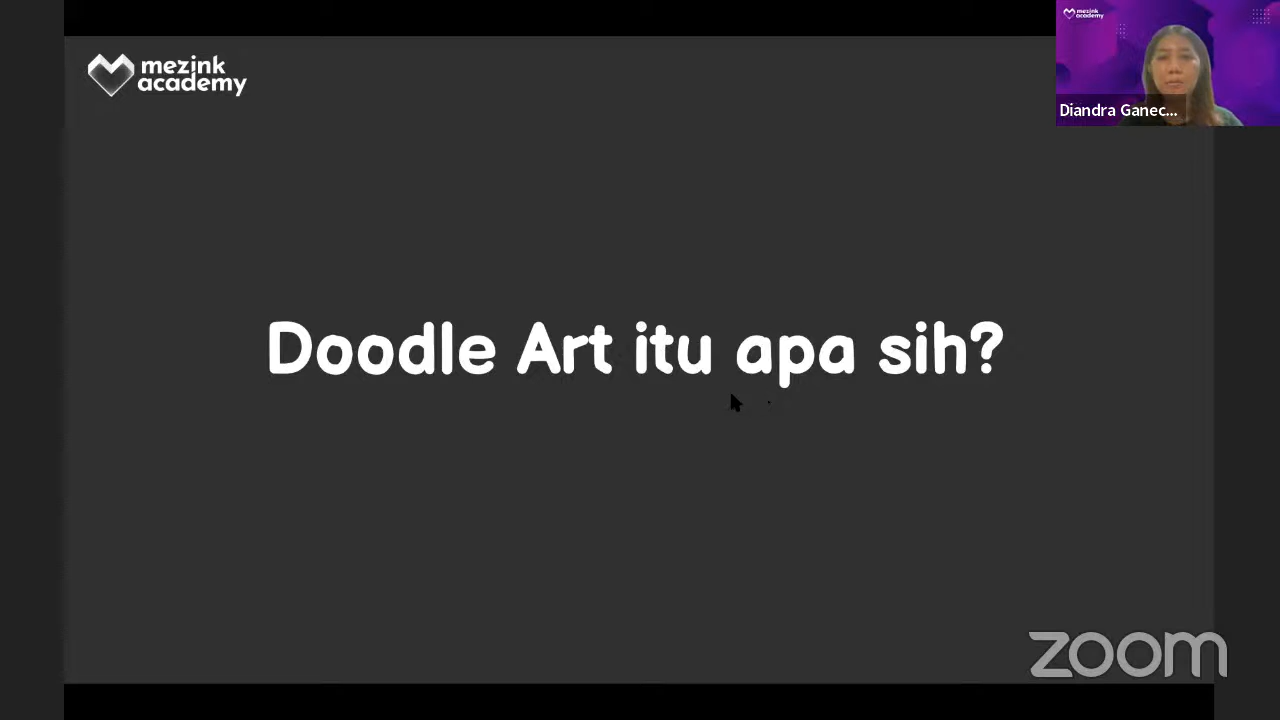 mezink
academy
mezink
academy
Diandra Ganec...
Doodle Art itu apa sih?
zoom